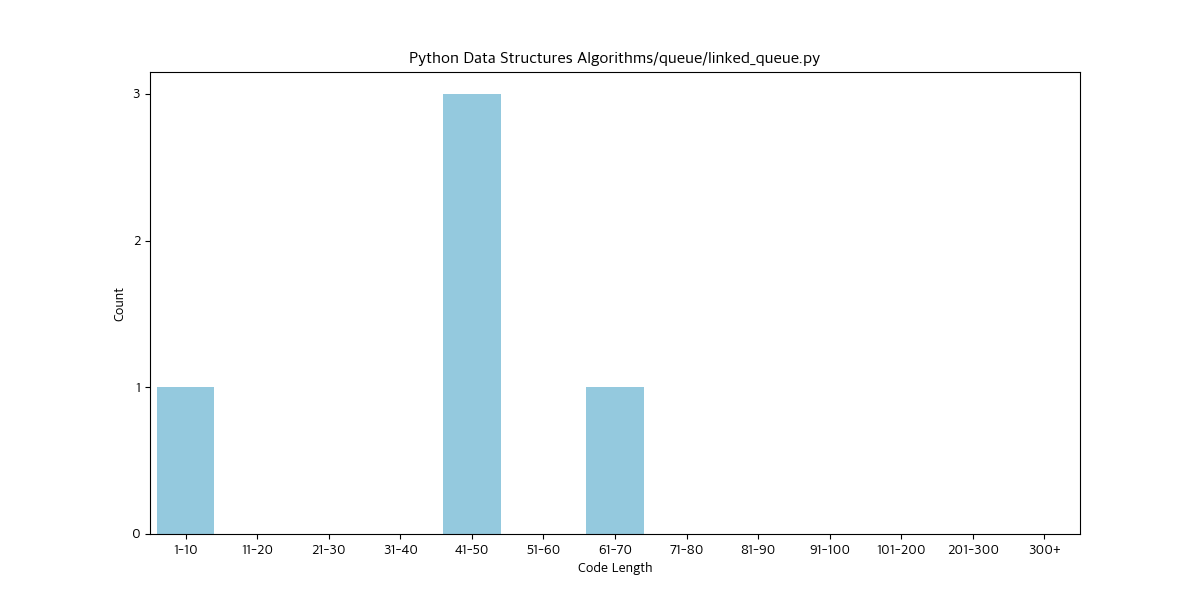 Python Data Structures Algorithms/queue/linked_queue.py
3
2
1
0
Count
1-10 11-20 21-30 31-40 41-50 51-60 61-70 71-80 81-90 91-100 101-200 201-300 300+
Code Length